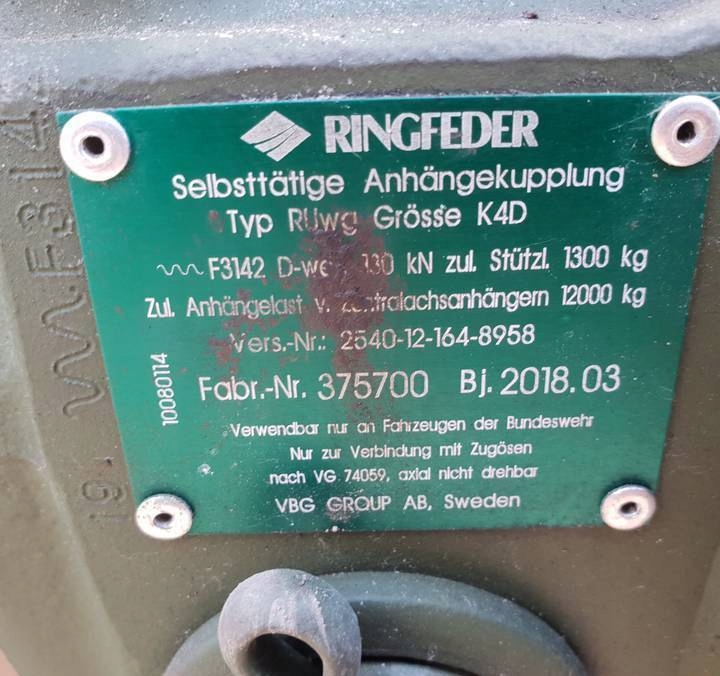 RINGFEDER
Selbsttätige Anhängekupplung
Typ Grösse K4D
F3142 130 kN zul. Stützl. 1300 kg
Zul. Anhängelast v. Zentralachsanhängern 12000 kg
Vers.-Nr.: 2540-12-164-8958
Fabr.-Nr. 375700 Bj. 2018.03
Verwendbar nur an Fahrzeugen der Bundeswehr
Nur zur Verbindung mit Zugösen
nach VG 74059, axial nicht drehbar
VBG GROUP AB, Sweden
10080114
F3142
19